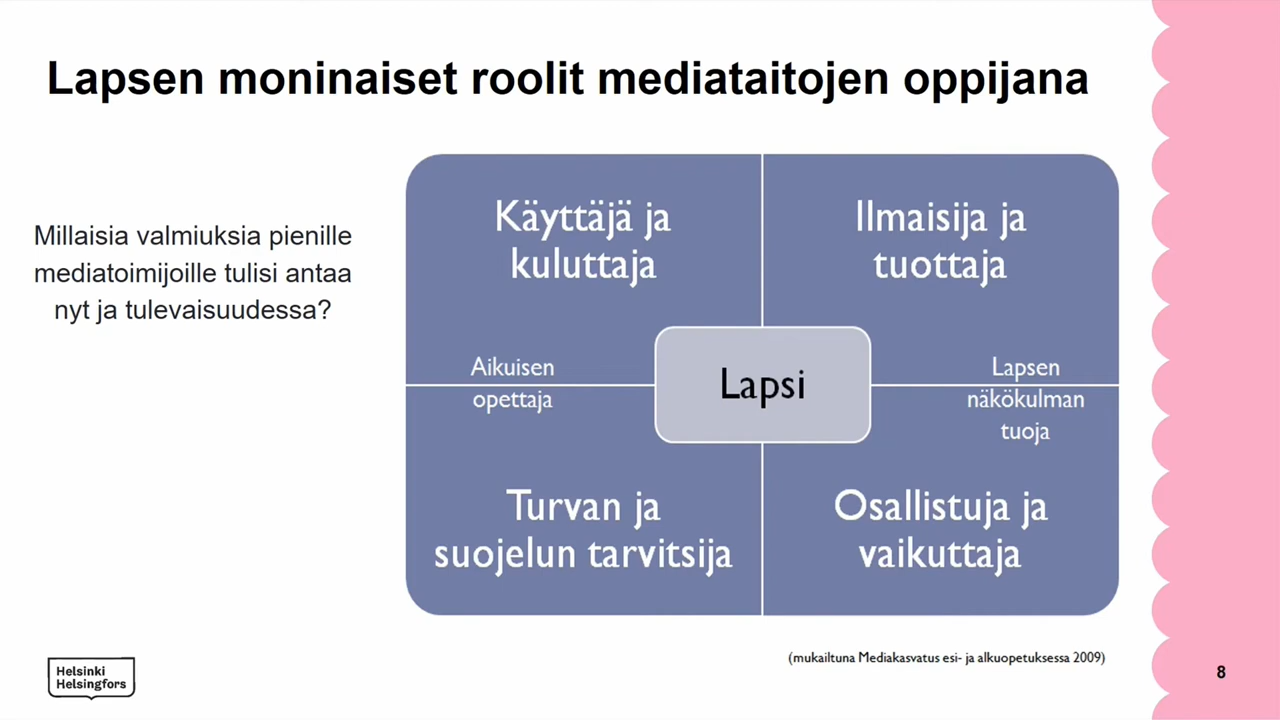 Lapsen moninaiset roolit mediataitojen oppijana
Millaisia valmiuksia pienille
mediatoimijoille tulisi antaa
nyt ja tulevaisuudessa?
Käyttäjä ja
kuluttaja
Ilmaisija ja
tuottaja
Aikuisen
opettaja
Lapsi
Lapsen
näkökulman
tuoja
Turvan ja
suojelun tarvitsija
Osallistuja ja
vaikuttaja
(mukailtuna Mediakasvatus esi- ja alkuopetuksessa 2009)
Helsinki
Helsingfors
8